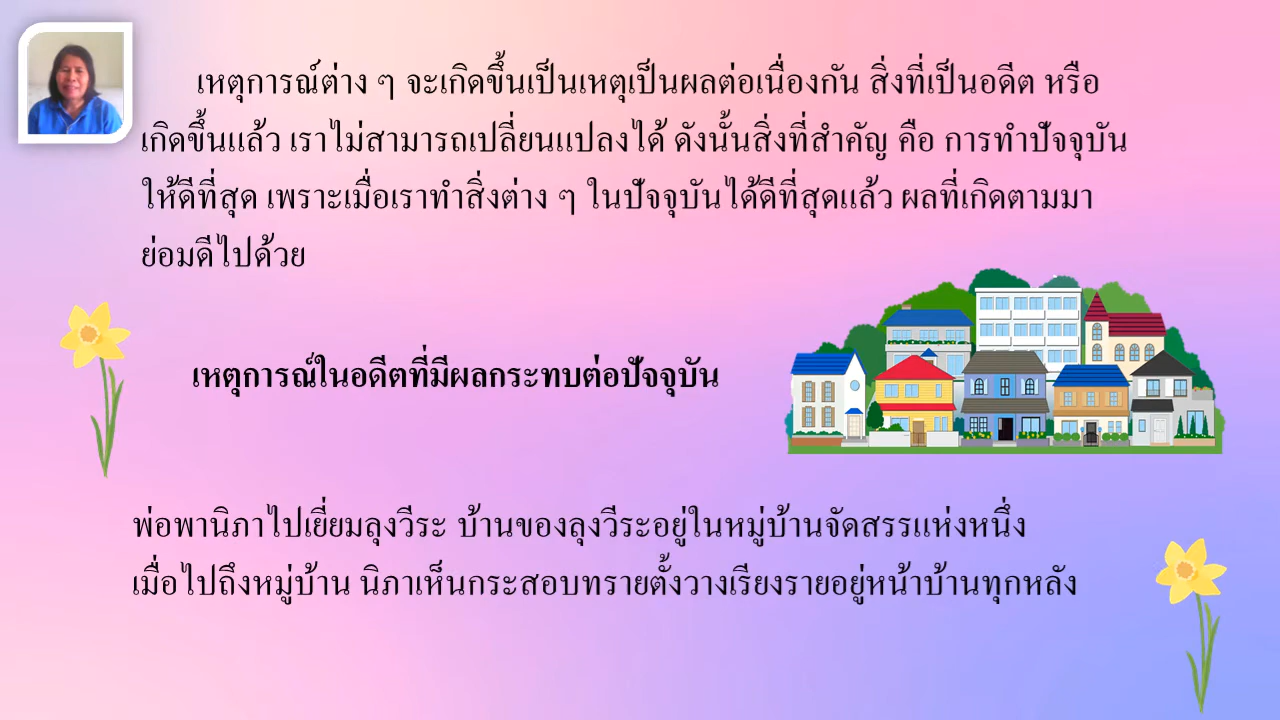 เหตุการณ์ต่าง ๆ จะเกิดขึ้นเป็นเหตุเป็นผลต่อเนื่องกัน สิ่งที่เป็นอดีต หรือ
เกิดขึ้นแล้ว เราไม่สามารถเปลี่ยนแปลงได้ ดังนั้นสิ่งที่สำคัญ คือ การทำปัจจุบัน
ให้ดีที่สุด เพราะเมื่อเราทำสิ่งต่าง ๆ ในปัจจุบันได้ดีที่สุดแล้ว ผลที่เกิดตามมา
ย่อมดีไปด้วย
เหตุการณ์ในอดีตที่มีผลกระทบต่อปัจจุบัน
พ่อพานิภาไปเยี่ยมลุงวีระ บ้านของลุงวีระอยู่ในหมู่บ้านจัดสรรแห่งหนึ่ง
เมื่อไปถึงหมู่บ้าน นิภาเห็นกระสอบทรายตั้งวางเรียงรายอยู่หน้าบ้านทุกหลัง